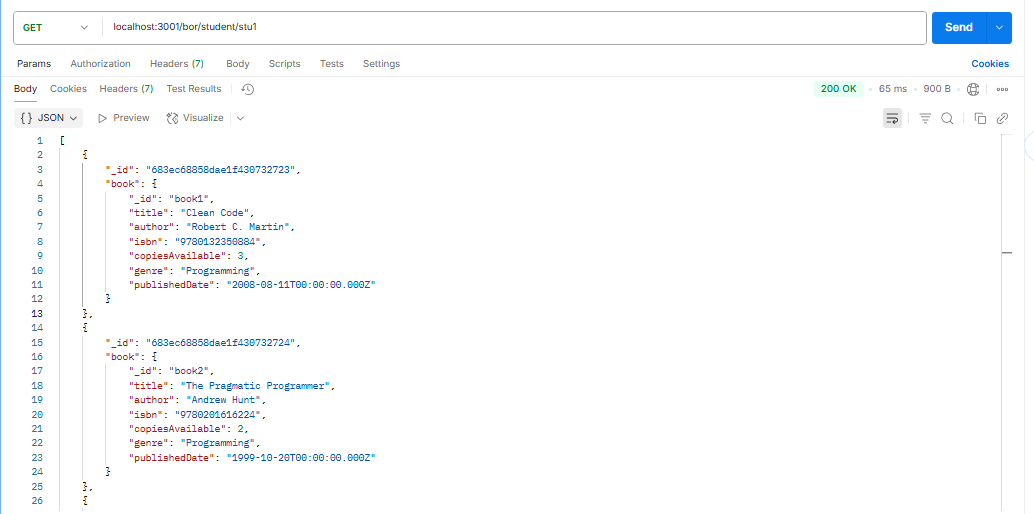 GET localhost:3001/bor/student/stu1 Send
Params Authorization Headers (7) Body Scripts Tests Settings Cookies
Body Cookies Headers (7) Test Results 200 OK 65 ms 900 B
{} JSON Preview Visualize
1 [
2 {
3 "_id": "683ec68858dae1f430732723",
4 "book": {
5 "_id": "book1",
6 "title": "Clean Code",
7 "author": "Robert C. Martin",
8 "isbn": "9780132350884",
9 "copiesAvailable": 3,
10 "genre": "Programming",
11 "publishedDate": "2008-08-11T00:00:00.000Z"
12 }
13 },
14 {
15 "_id": "683ec68858dae1f430732724",
16 "book": {
17 "_id": "book2",
18 "title": "The Pragmatic Programmer",
19 "author": "Andrew Hunt",
20 "isbn": "9780201616224",
21 "copiesAvailable": 2,
22 "genre": "Programming",
23 "publishedDate": "1999-10-20T00:00:00.000Z"
24 }
25 },
26 {